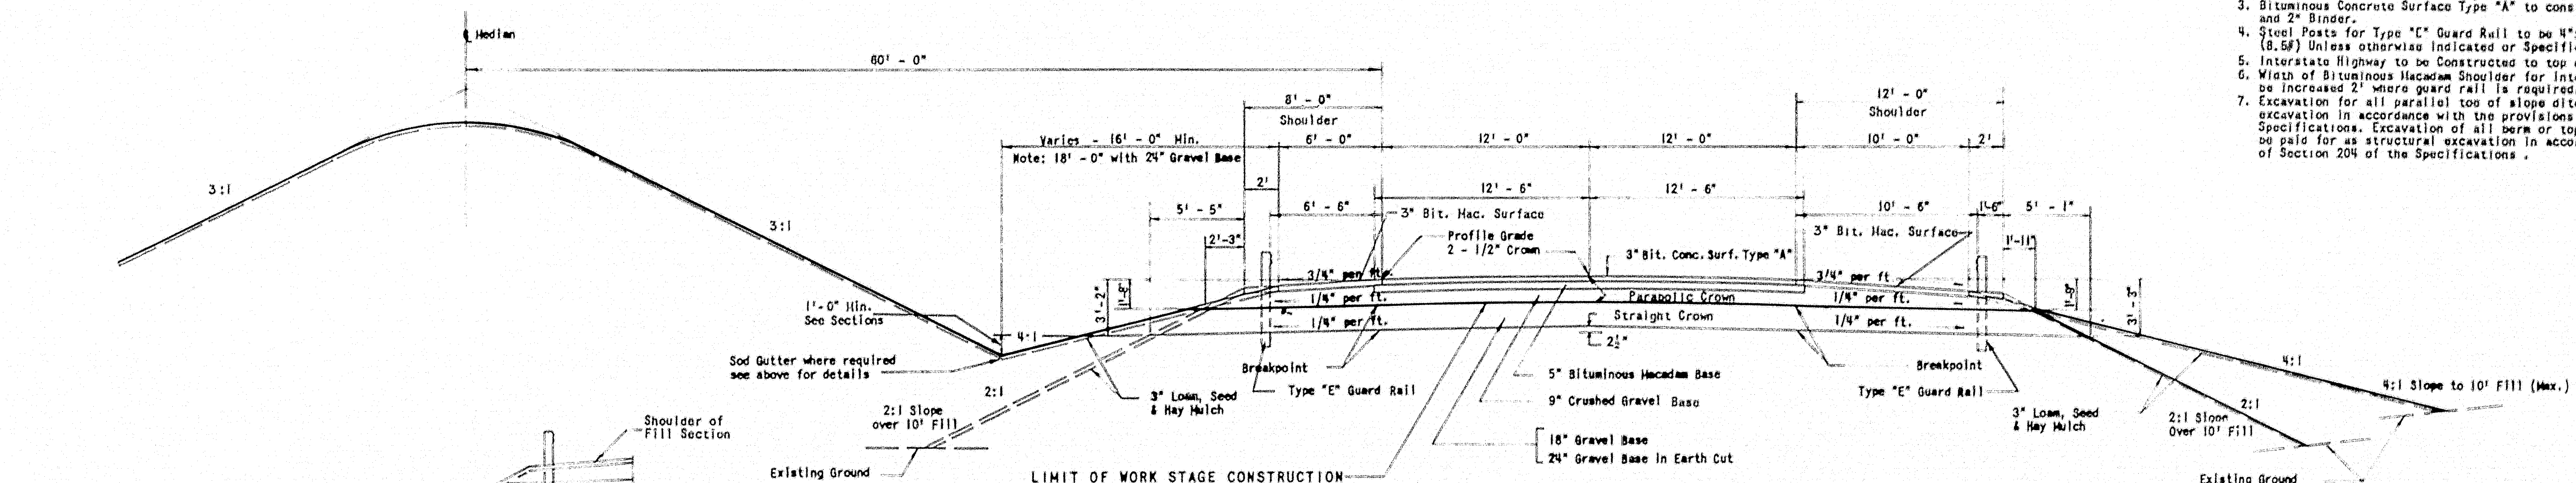 Median
60' - 0"
8' - 0"
Shoulder
12' - 0"
Shoulder
Varies - 16' - 0" Min.
Note: 18' - 0" with 24" Gravel Base
6' - 0"
12' - 0"
12' - 0"
10' - 0"
2'
2'
12' - 6"
12' - 6"
5' - 5"
6' - 6"
3" Bit. Mac. Surface
10' - 6"
1'-6"
5' - 1"
2'-3"
Profile Grade
2 - 1/2" Crown
3" Bit. Conc. Surf. Type "A"
3" Bit. Mac. Surface
1'-11"
3:1
3:1
3/4" per ft.
3/4" per ft.
3'-2"
1'-8"
1/4" per ft.
Parabolic Crown
1/4" per ft.
1'-8"
3' - 3"
1'-0" Min.
See Sections
4:1
1/4" per ft.
Straight Crown
1/4" per ft.
2½"
Sod Gutter where required
see above for details
Breakpoint
Breakpoint
5" Bituminous Macadam Base
Type "E" Guard Rail
Type "E" Guard Rail
4:1
4:1 Slope to 10' Fill (Max.)
2:1
3" Loam, Seed
& Hay Mulch
9" Crushed Gravel Base
3" Loam, Seed
& Hay Mulch
2:1
2:1 Slope
over 10' Fill
2:1 Slope
Over 10' Fill
Shoulder of
Fill Section
18" Gravel Base
24" Gravel Base in Earth Cut
Existing Ground
LIMIT OF WORK STAGE CONSTRUCTION
Existing Ground
3. Bituminous Concrete Surface Type "A" to cons
and 2" Binder.
4. Steel Posts for Type "C" Guard Rail to be 4"
(8.5#) Unless otherwise Indicated or Specifi
5. Interstate Highway to be Constructed to top
6. Width of Bituminous Macadam Shoulder for Int
be increased 2' where guard rail is required.
7. Excavation for all parallel toe of slope dit
excavation in accordance with the provisions
Specifications. Excavation of all berm or to
be paid for as structural excavation in acco
of Section 204 of the Specifications .